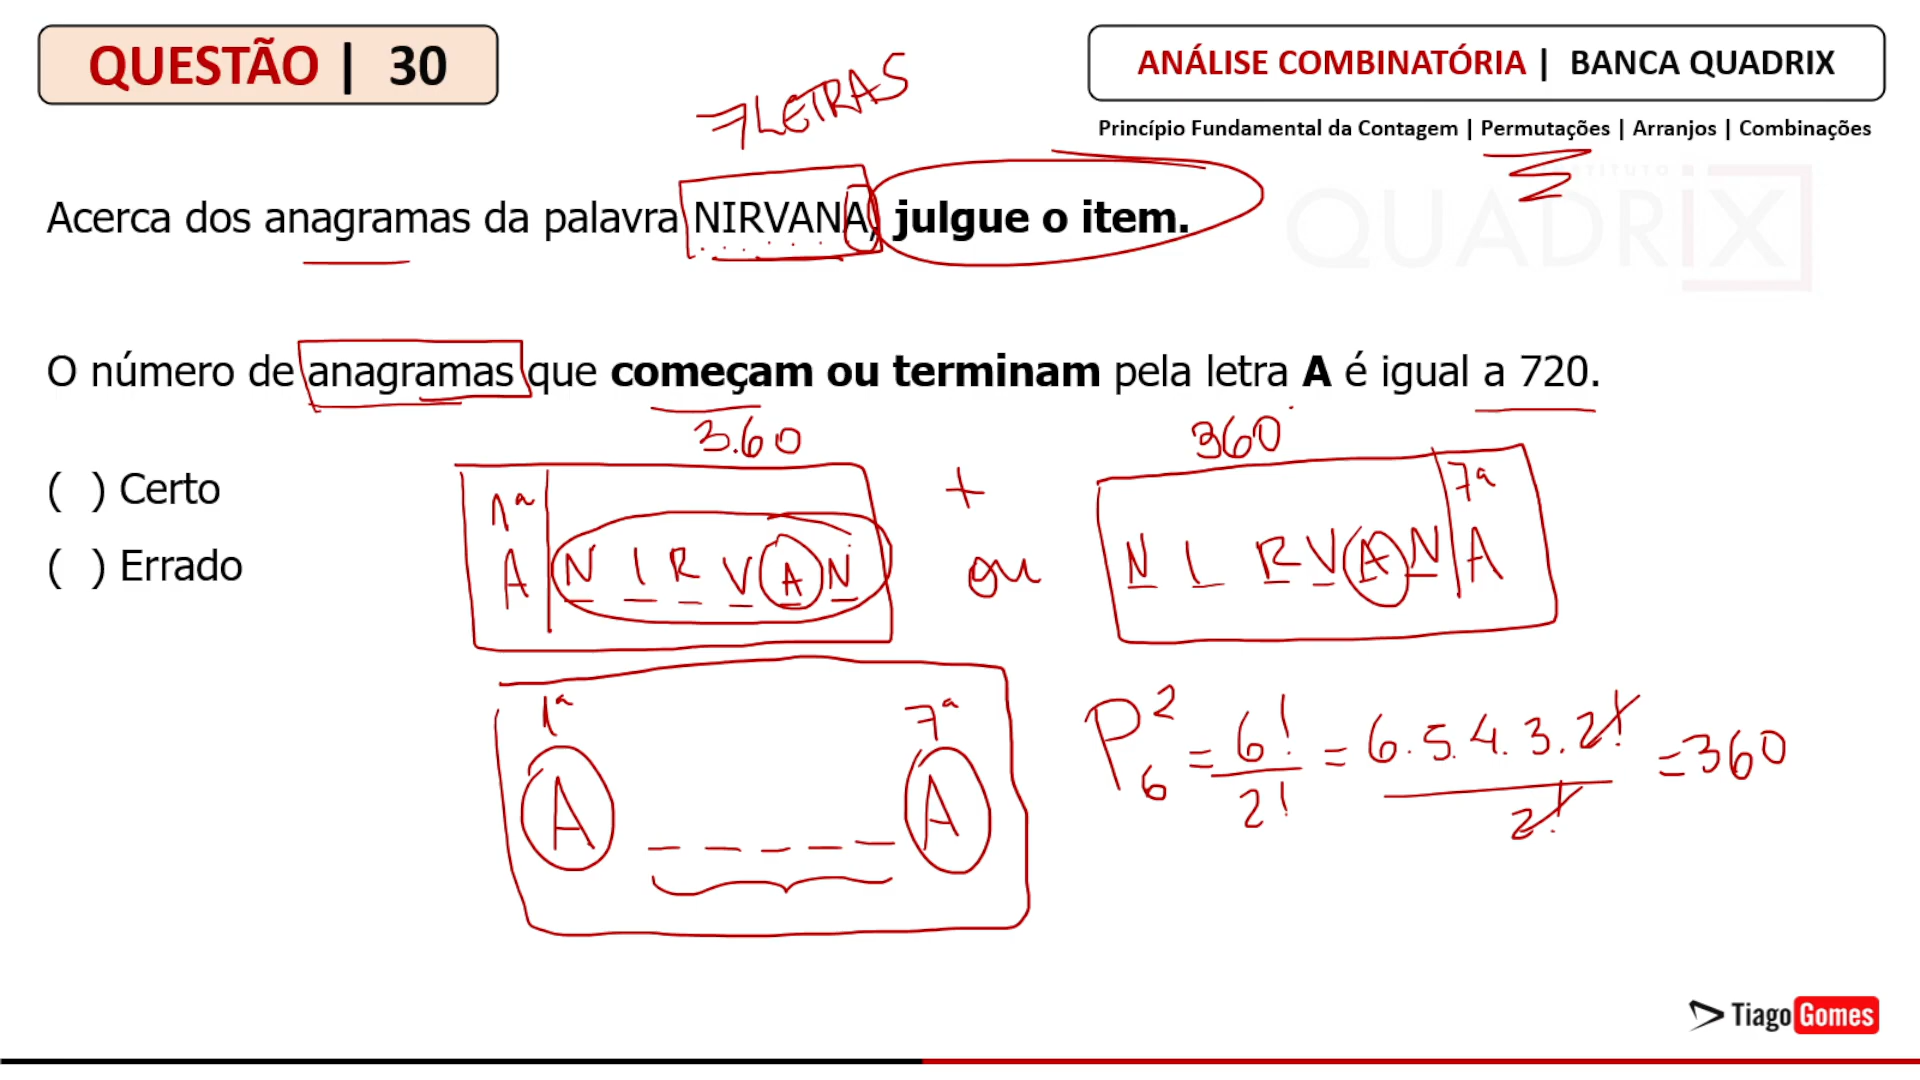 QUESTÃO | 30
ANÁLISE COMBINATÓRIA | BANCA QUADRIX
7 LETRAS
Princípio Fundamental da Contagem | Permutações | Arranjos | Combinações
Acerca dos anagramas da palavra NIRVANA, julgue o item.
QUADRIX
O número de anagramas que começam ou terminam pela letra A é igual a 720.
3.60 360
( ) Certo
1ª + 7ª
( ) Errado
A N I R V A N ou N I R V A N A
1ª 7ª
A _ _ _ _ _ A
P6^2 = 6!/2! = 6.5.4.3.2!/2! = 360
Tiago Gomes